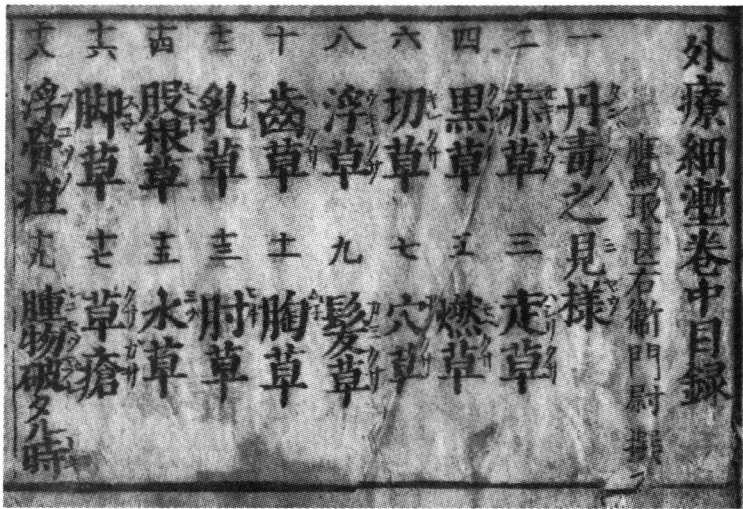 外療細塹巻中目録
鷹取甚右衛門尉 撰
一 丹毒之見様
二 赤草 三 走草
四 黒草 五 燃草
六 切草 七 穴草
八 浮草 九 髪草
十 歯草 十一 胸草
十二 乳草 十三 肘草
十四 股根草 十五 水草
十六 脚草 十七 草瘡
十八 浮骨疽 十九 腫物破タル時